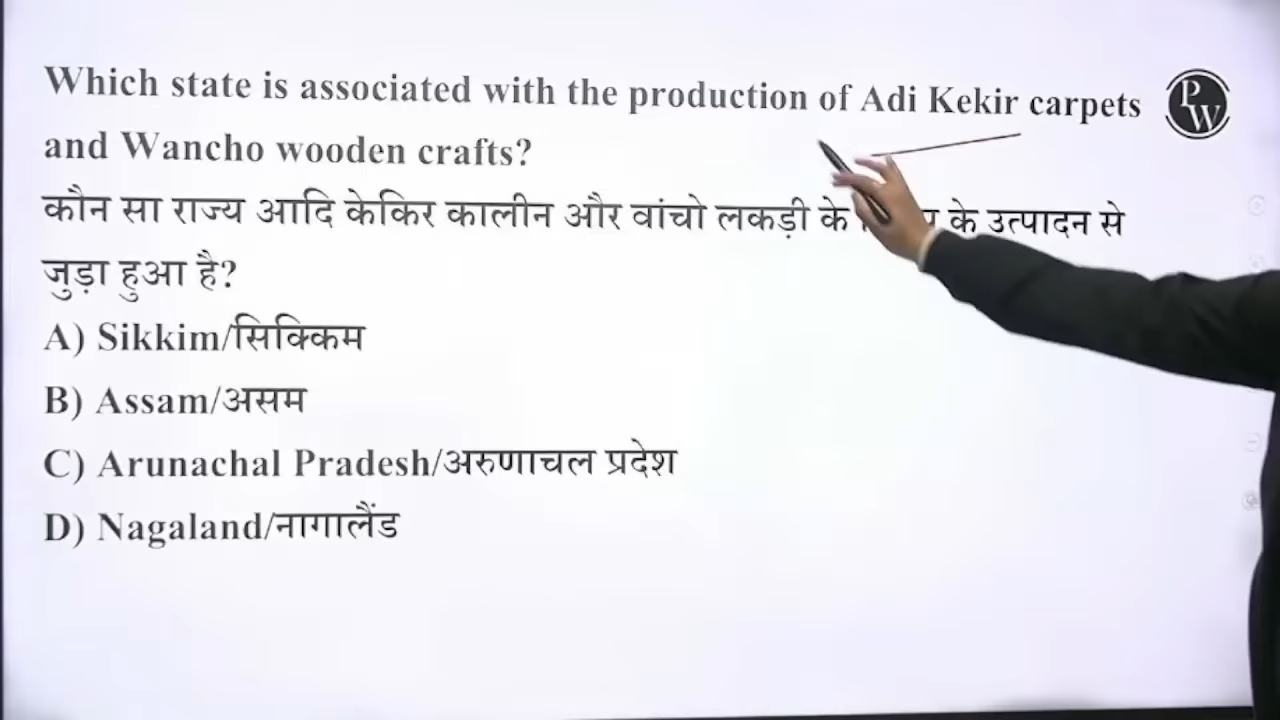 Which state is associated with the production of Adi Kekir carpets
and Wancho wooden crafts?
कौन सा राज्य आदि केकिर कालीन और वांचो लकड़ी के के उत्पादन से
जुड़ा हुआ है?
A) Sikkim/सिक्किम
B) Assam/असम
C) Arunachal Pradesh/अरुणाचल प्रदेश
D) Nagaland/नागालैंड
PW